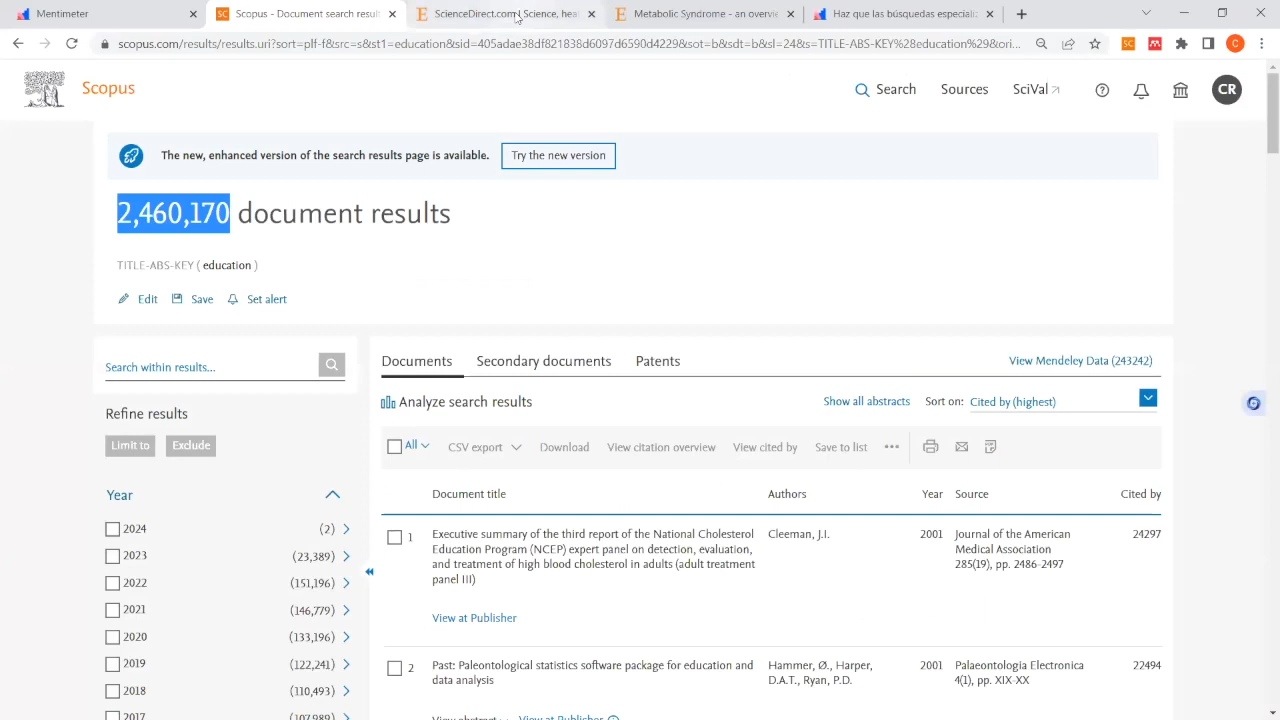 Mentimeter
Scopus - Document search result
ScienceDirect.com | Science, heal
Metabolic Syndrome - an overvie
Haz que las búsquedas especializ
scopus.com/results/results.uri?sort=plf-f&src=s&st1=education&id=405adae38df821838d6097d6590d4229&sot=b&sdt=b&sl=24&s=TITLE-ABS-KEY%28education%29&ori...
SC
C
Scopus
Search
Sources
SciVal
CR
The new, enhanced version of the search results page is available.
Try the new version
2,460,170 document results
TITLE-ABS-KEY ( education )
Edit
Save
Set alert
Search within results...
Documents
Secondary documents
Patents
View Mendeley Data (243242)
Refine results
Limit to
Exclude
Analyze search results
Show all abstracts
Sort on:
Cited by (highest)
All
CSV export
Download
View citation overview
View cited by
Save to list
•••
Year
2024 (2)
2023 (23,389)
2022 (151,196)
2021 (146,779)
2020 (133,196)
2019 (122,241)
2018 (110,493)
2017 (107,989)
Document title
Authors
Year
Source
Cited by
1
Executive summary of the third report of the National Cholesterol
Education Program (NCEP) expert panel on detection, evaluation,
and treatment of high blood cholesterol in adults (adult treatment
panel III)
Cleeman, J.I.
2001
Journal of the American
Medical Association
285(19), pp. 2486-2497
24297
View at Publisher
2
Past: Paleontological statistics software package for education and
data analysis
Hammer, Ø., Harper,
D.A.T., Ryan, P.D.
2001
Palaeontologia Electronica
4(1), pp. XIX-XX
22494
View abstract
View at Publisher